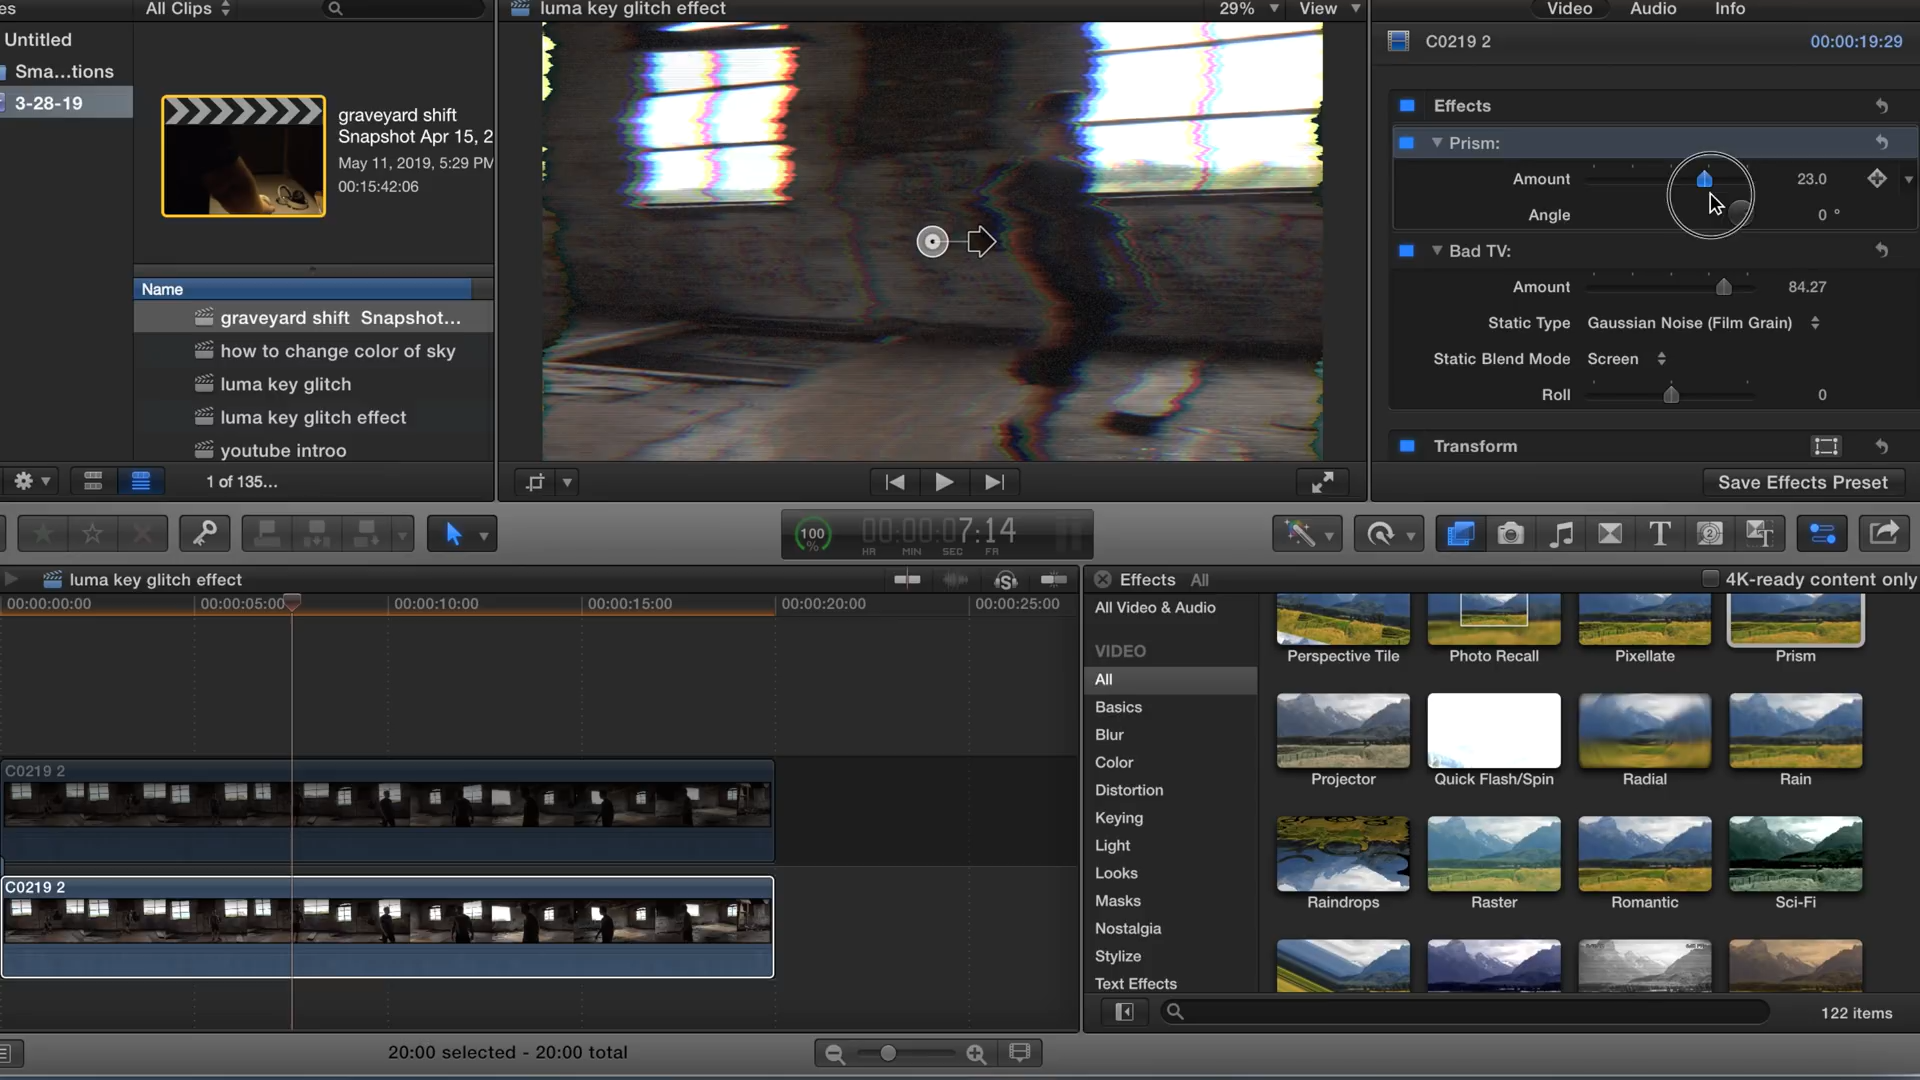 es
All Clips
luma key glitch effect
29%
View
Video
Audio
Info
Untitled
Sma...tions
3-28-19
graveyard shift
Snapshot Apr 15, 2
May 11, 2019, 5:29 PM
00:15:42:06
C0219 2
00:00:19:29
Effects
Prism:
Amount
23.0
Angle
0 °
Bad TV:
Amount
84.27
Static Type
Gaussian Noise (Film Grain)
Static Blend Mode
Screen
Roll
0
Transform
Save Effects Preset
Name
graveyard shift Snapshot...
how to change color of sky
luma key glitch
luma key glitch effect
youtube introo
1 of 135...
100
%
00:00:07:14
HR MIN SEC FR
luma key glitch effect
00:00:00:00
00:00:05:00
00:00:10:00
00:00:15:00
00:00:20:00
00:00:25:00
C0219 2
C0219 2
Effects All
4K-ready content only
All Video & Audio
VIDEO
All
Basics
Blur
Color
Distortion
Keying
Light
Looks
Masks
Nostalgia
Stylize
Text Effects
Perspective Tile
Photo Recall
Pixellate
Prism
Projector
Quick Flash/Spin
Radial
Rain
Raindrops
Raster
Romantic
Sci-Fi
122 items
20:00 selected - 20:00 total